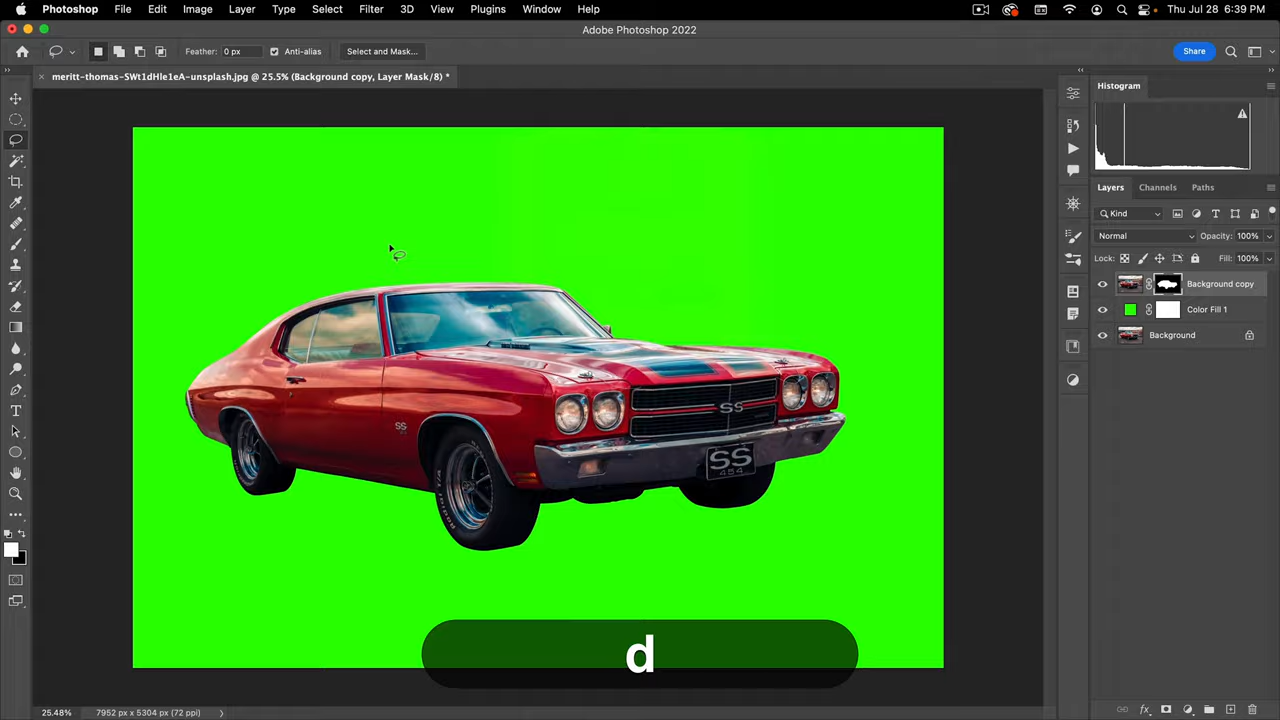 Photoshop File Edit Image Layer Type Select Filter 3D View Plugins Window Help Thu Jul 28 6:39 PM
Adobe Photoshop 2022
Feather: 0 px Anti-alias Select and Mask... Share
meritt-thomas-SWt1dHle1eA-unsplash.jpg @ 25.5% (Background copy, Layer Mask/8) *
Histogram
Layers Channels Paths
Kind
Normal Opacity: 100%
Lock: Fill: 100%
Background copy
Color Fill 1
Background
SS
SS
SS
454
d
25.48% 7952 px x 5304 px (72 ppi)